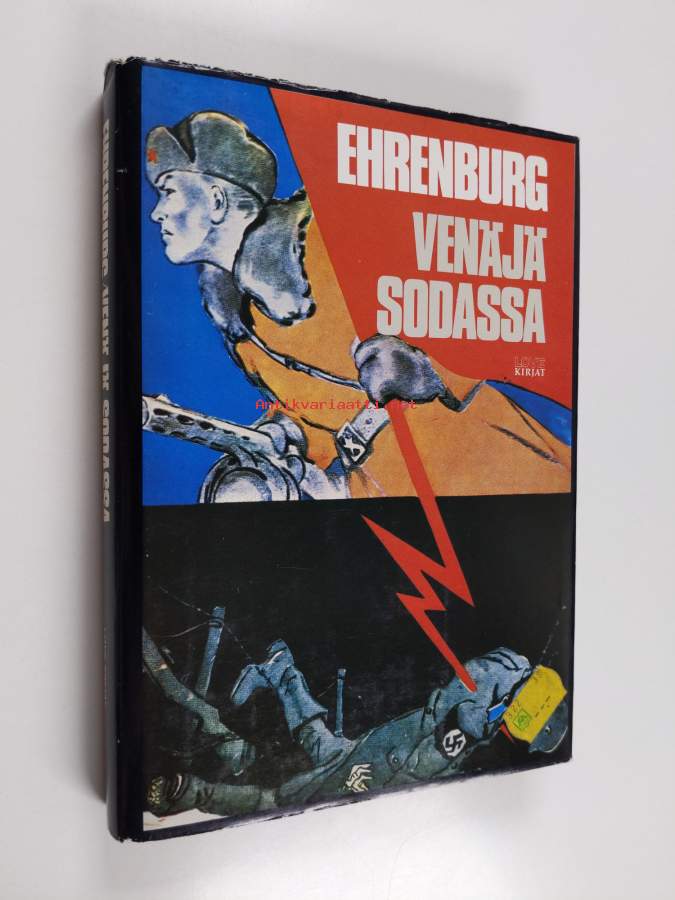 EHRENBURG
VENÄJÄ
SODASSA
LOVE
KIRJAT
Antikvariaatti.net